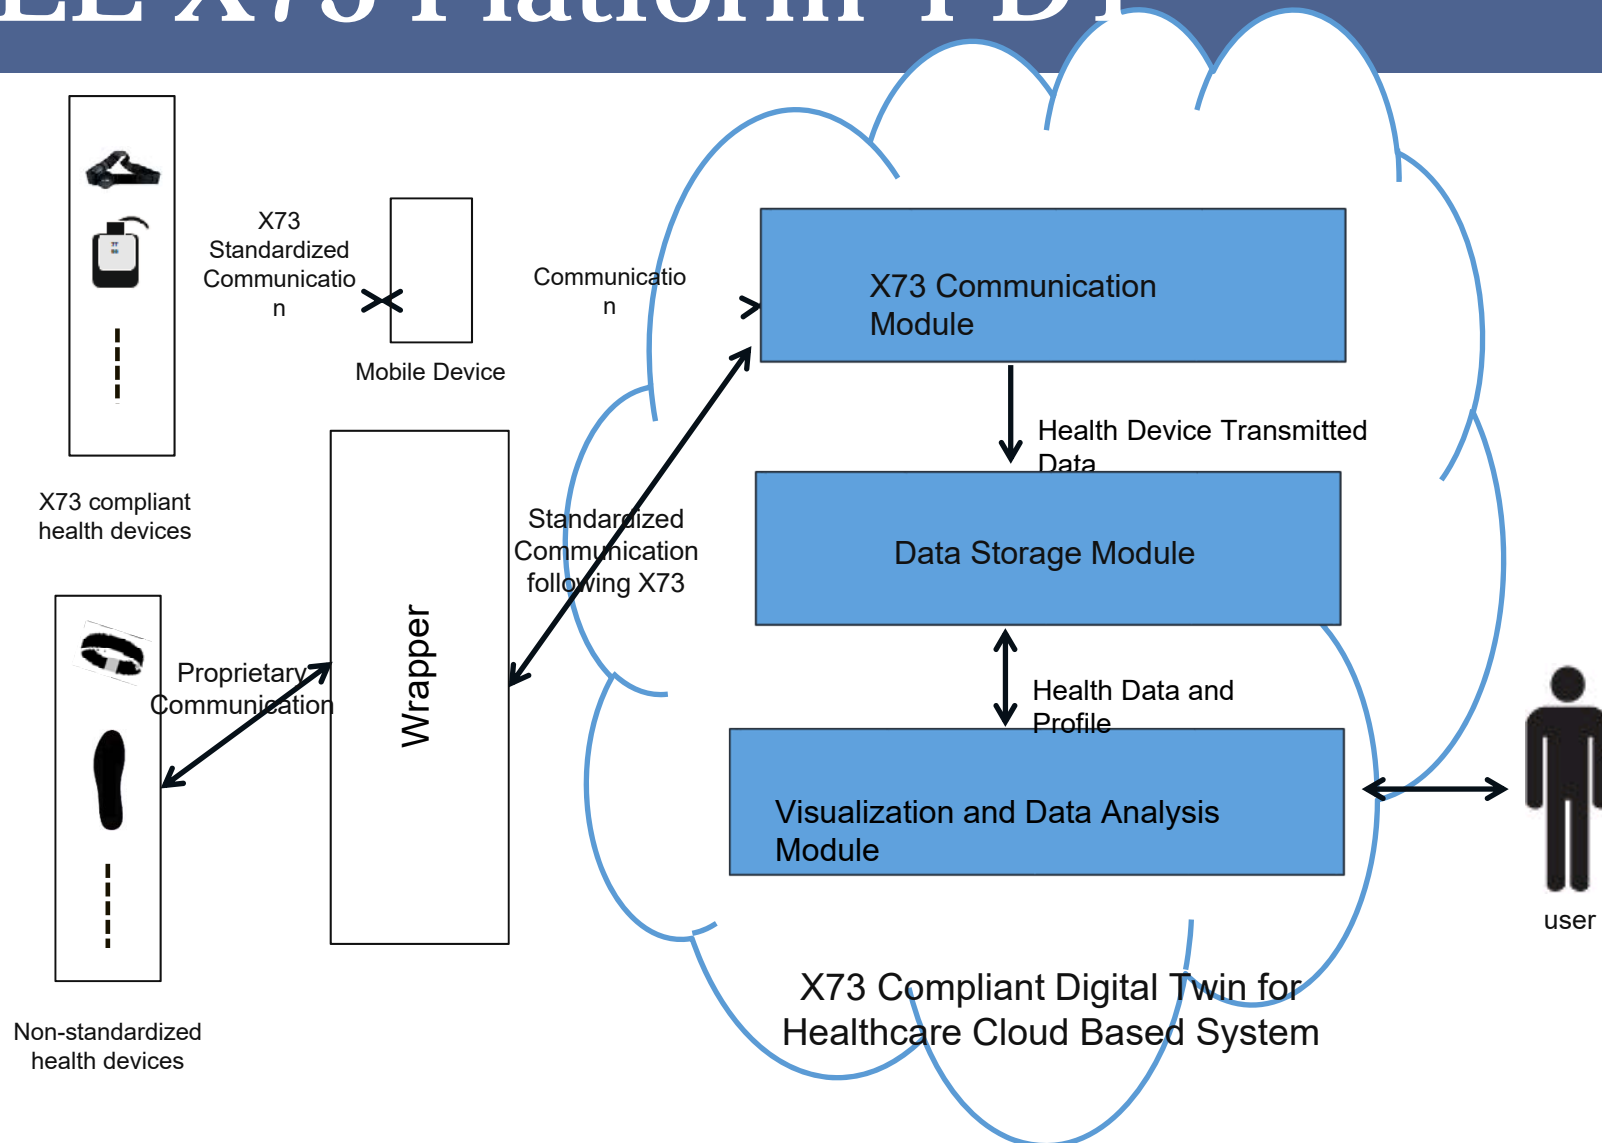 X73 Platform
X73
Standardized
Communicatio
n
Mobile Device
Communicatio
n
X73 compliant
health devices
X73 Communication
Module
Health Device Transmitted
Data
Data Storage Module
Standardized
Communication
following X73
Wrapper
Proprietary
Communication
Health Data and
Profile
Visualization and Data Analysis
Module
user
X73 Compliant Digital Twin for
Healthcare Cloud Based System
Non-standardized
health devices